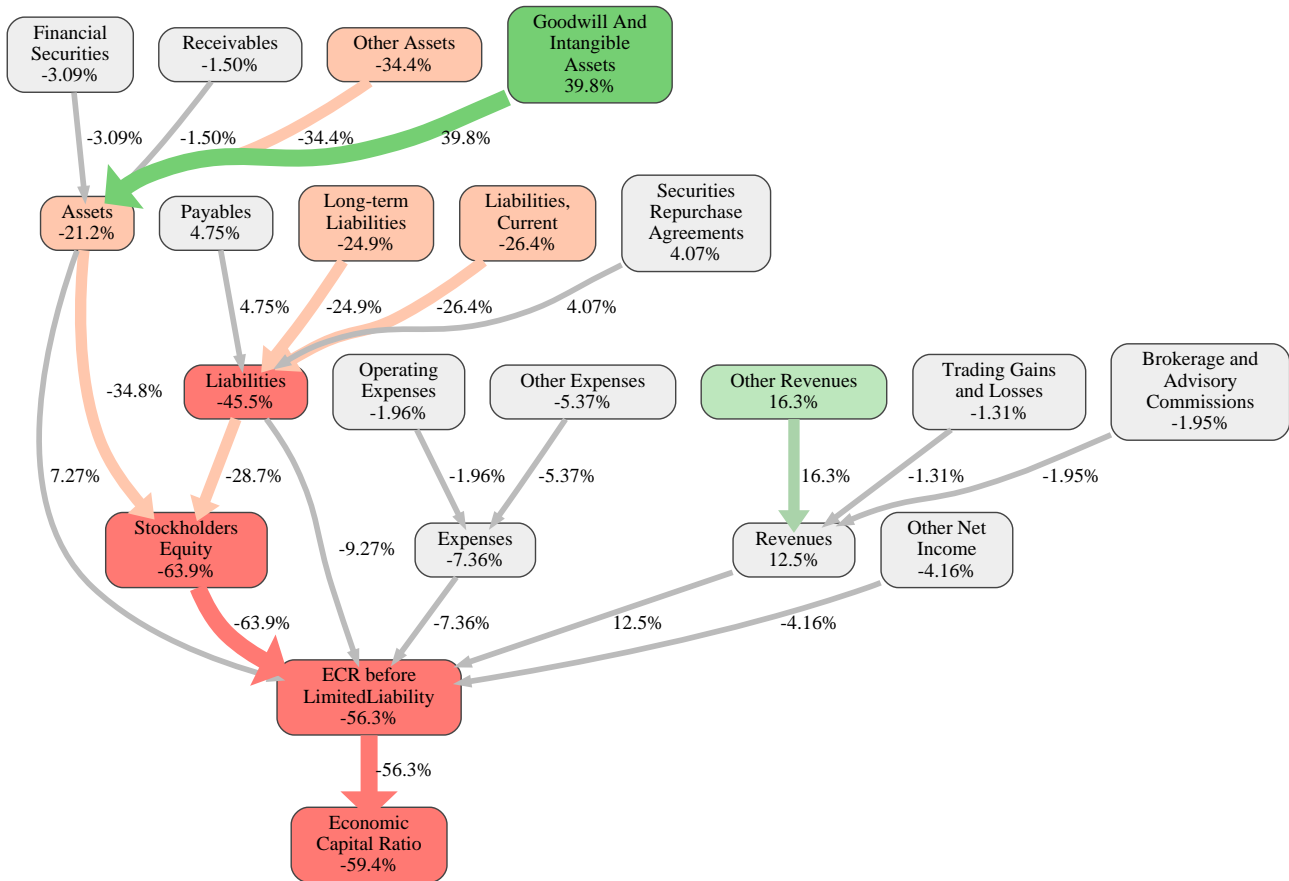 Financial
Securities
-3.09%
Receivables
-1.50%
Other Assets
-34.4%
Goodwill And
Intangible
Assets
39.8%
-3.09%
-1.50%
-34.4%
39.8%
Assets
-21.2%
Payables
4.75%
Long-term
Liabilities
-24.9%
Liabilities,
Current
-26.4%
Securities
Repurchase
Agreements
4.07%
4.75%
-24.9%
-26.4%
4.07%
-34.8%
Liabilities
-45.5%
Operating
Expenses
-1.96%
Other Expenses
-5.37%
Other Revenues
16.3%
Trading Gains
and Losses
-1.31%
Brokerage and
Advisory
Commissions
-1.95%
7.27%
-28.7%
-1.96%
-5.37%
16.3%
-1.31%
-1.95%
Stockholders
Equity
-63.9%
-9.27%
Expenses
-7.36%
Revenues
12.5%
Other Net
Income
-4.16%
-63.9%
-7.36%
12.5%
-4.16%
ECR before
LimitedLiability
-56.3%
-56.3%
Economic
Capital Ratio
-59.4%